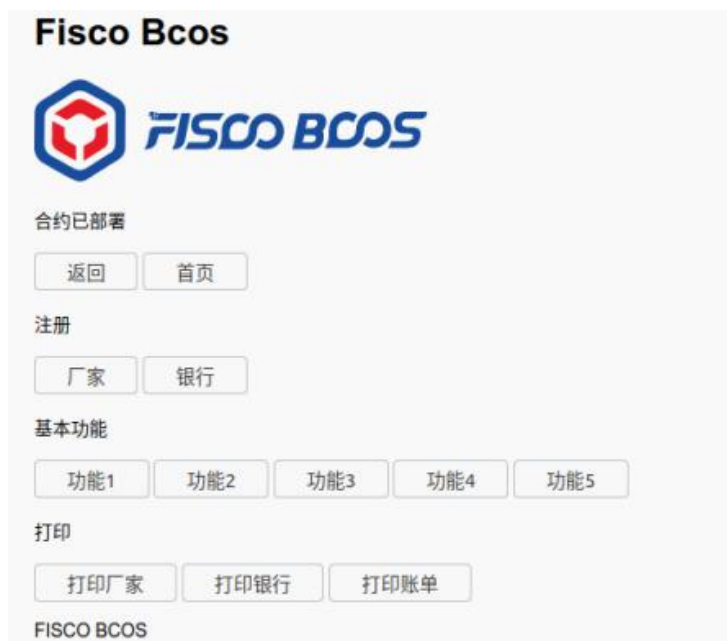 Fisco Bcos
FISCO BCOS
合约已部署
返回 首页
注册
厂家 银行
基本功能
功能1 功能2 功能3 功能4 功能5
打印
打印厂家 打印银行 打印账单
FISCO BCOS